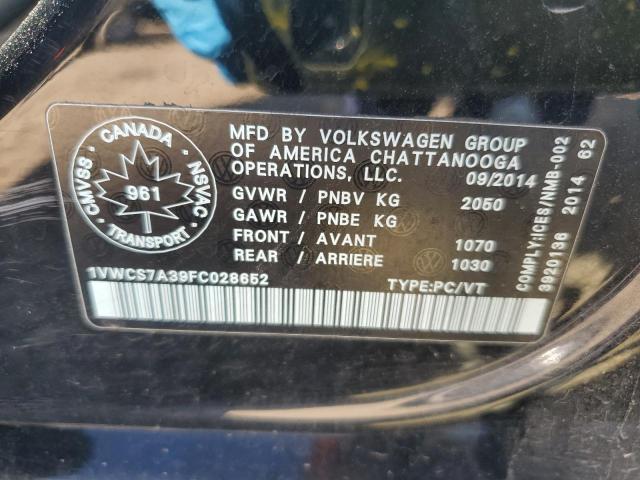 CANADA
CMVSS
NSVAC
961
TRANSPORT
MFD BY VOLKSWAGEN GROUP
OF AMERICA CHATTANOOGA
OPERATIONS, LLC. 09/2014
GVWR / PNBV KG 2050
GAWR / PNBE KG
FRONT / AVANT 1070
REAR / ARRIERE 1030
1VWCS7A39FC028652 TYPE:PC/VT
COMPLY:ICES/NMB-002
3920136 2014 62